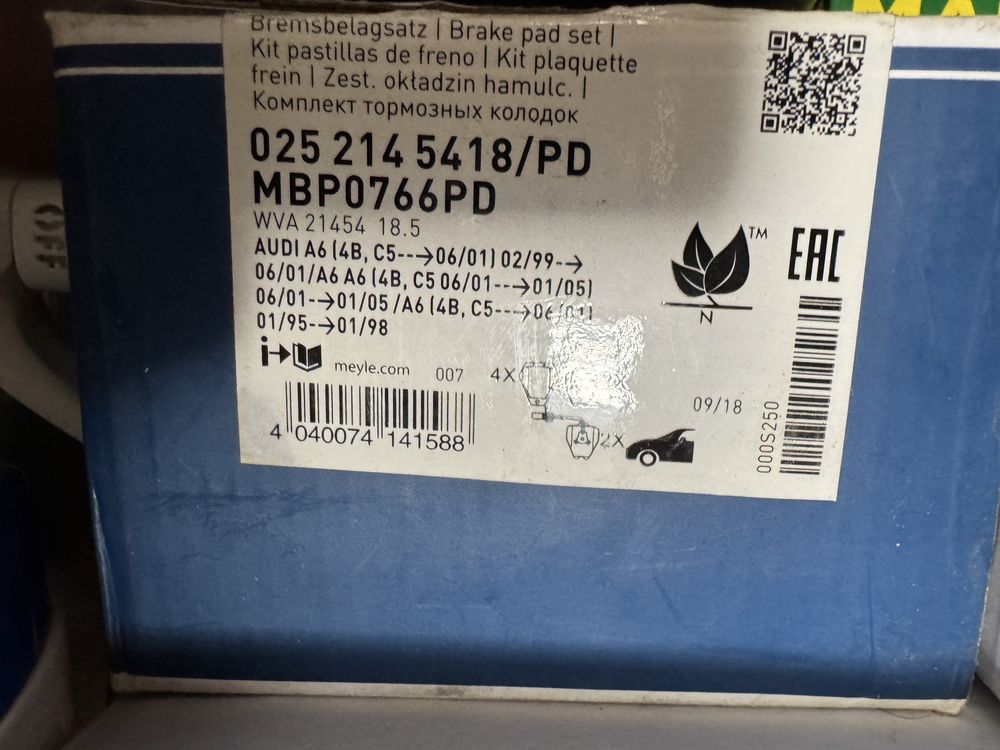 Bremsbelagsatz | Brake pad set |
Kit pastillas de freno | Kit plaquette
frein | Zest. okładzin hamulc. |
Комплект тормозных колодок
025 214 5418/PD
MBP0766PD
WVA 21454 18.5
AUDI A6 (4B, C5--->06/01) 02/99-->
06/01/A6 A6 (4B, C5 06/01--->01/05)
06/01-->01/05 /A6 (4B, C5--->06/01)
01/95-->01/98
TM
N
EAC
i
meyle.com 007
4X
2X
09/18
4 040074 141588
000S250
OFF